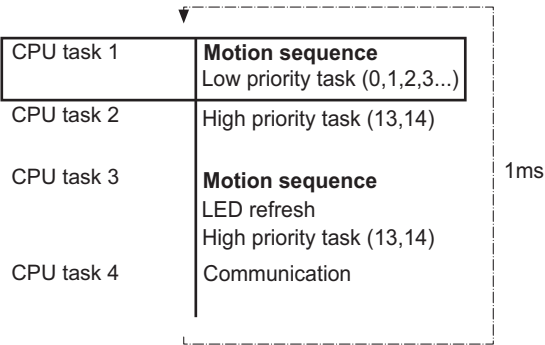 CPU task 1 Motion sequence
Low priority task (0,1,2,3...)
CPU task 2 High priority task (13,14)
CPU task 3 Motion sequence
LED refresh
High priority task (13,14)
CPU task 4 Communication
1ms